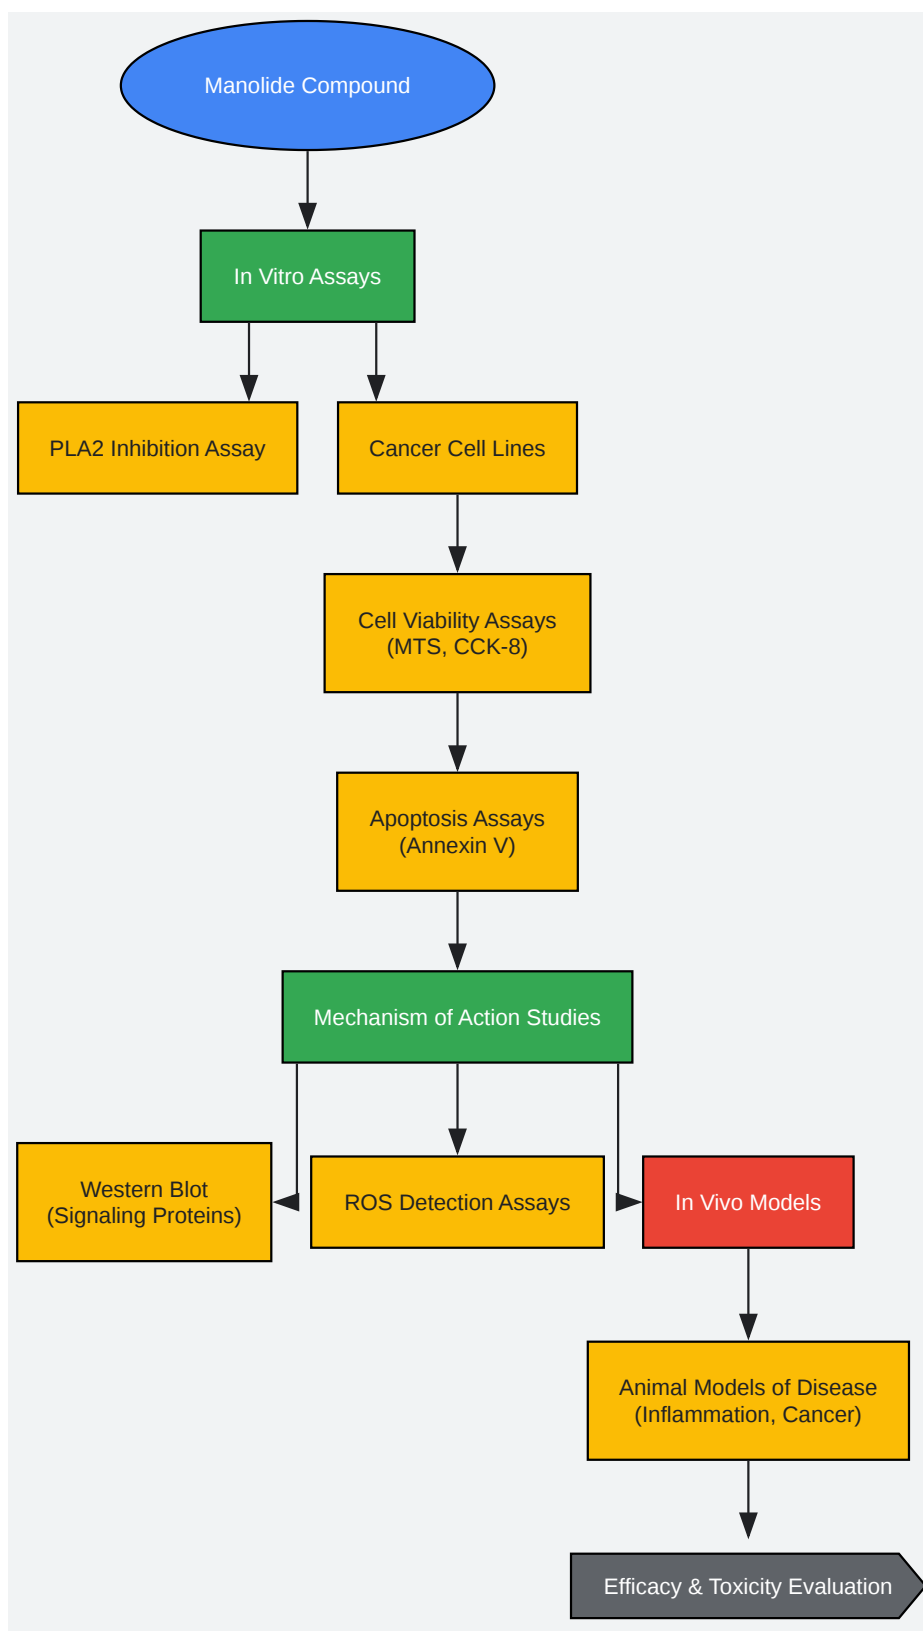 Manolide Compound
In Vitro Assays
PLA2 Inhibition Assay
Cancer Cell Lines
Cell Viability Assays
(MTS, CCK-8)
Apoptosis Assays
(Annexin V)
Mechanism of Action Studies
Western Blot
(Signaling Proteins)
ROS Detection Assays
In Vivo Models
Animal Models of Disease
(Inflammation, Cancer)
Efficacy & Toxicity Evaluation